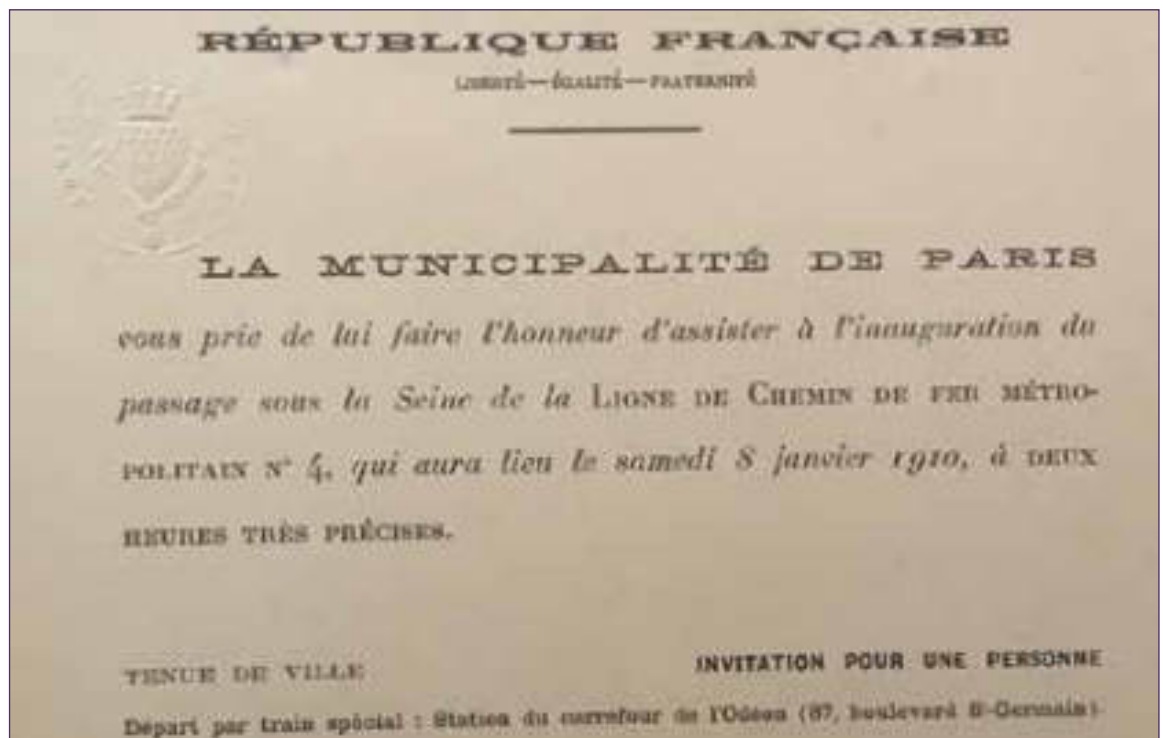 RÉPUBLIQUE FRANÇAISE
LIBERTÉ—ÉGALITÉ—FRATERNITÉ
LA MUNICIPALITÉ DE PARIS
vous prie de lui faire l'honneur d'assister à l'inauguration du
passage sous la Seine de la LIGNE DE CHEMIN DE FER MÉTRO-
POLITAIN N° 4, qui aura lieu le samedi 8 janvier 1910, à DEUX
HEURES TRÈS PRÉCISES.
TENUE DE VILLE
INVITATION POUR UNE PERSONNE
Départ par train spécial : Station du carrefour de l'Odéon (87, boulevard St-Germain)